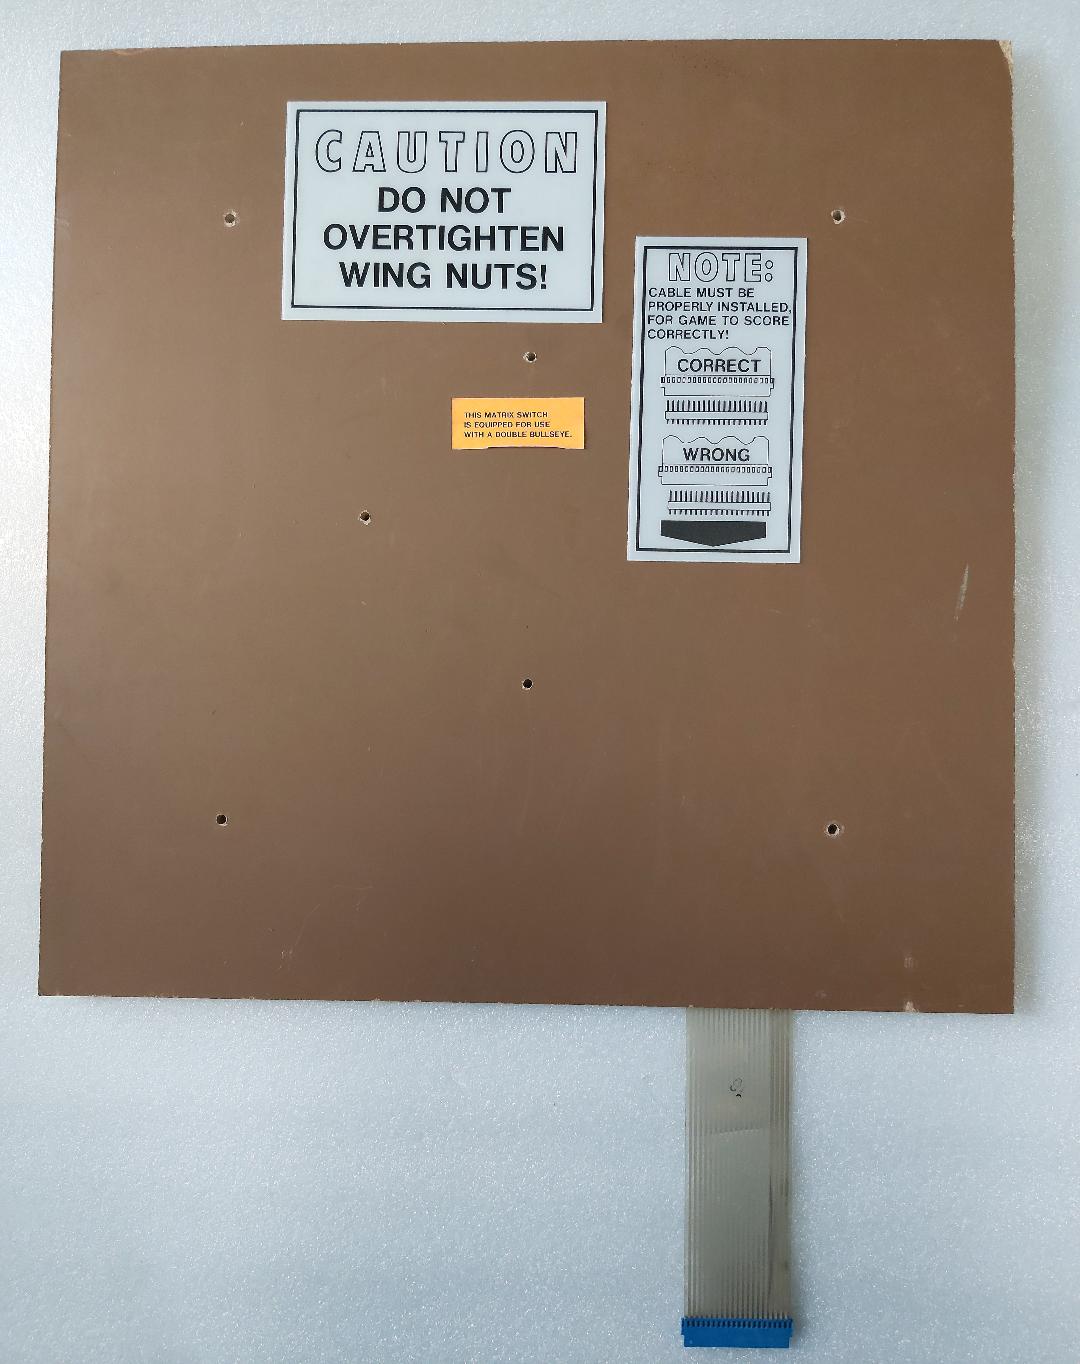 CAUTION
DO NOT
OVERTIGHTEN
WING NUTS!
NOTE:
CABLE MUST BE
PROPERLY INSTALLED,
FOR GAME TO SCORE
CORRECTLY!
CORRECT
WRONG
THIS MATRIX SWITCH
IS EQUIPPED FOR USE
WITH A DOUBLE BULLSEYE.